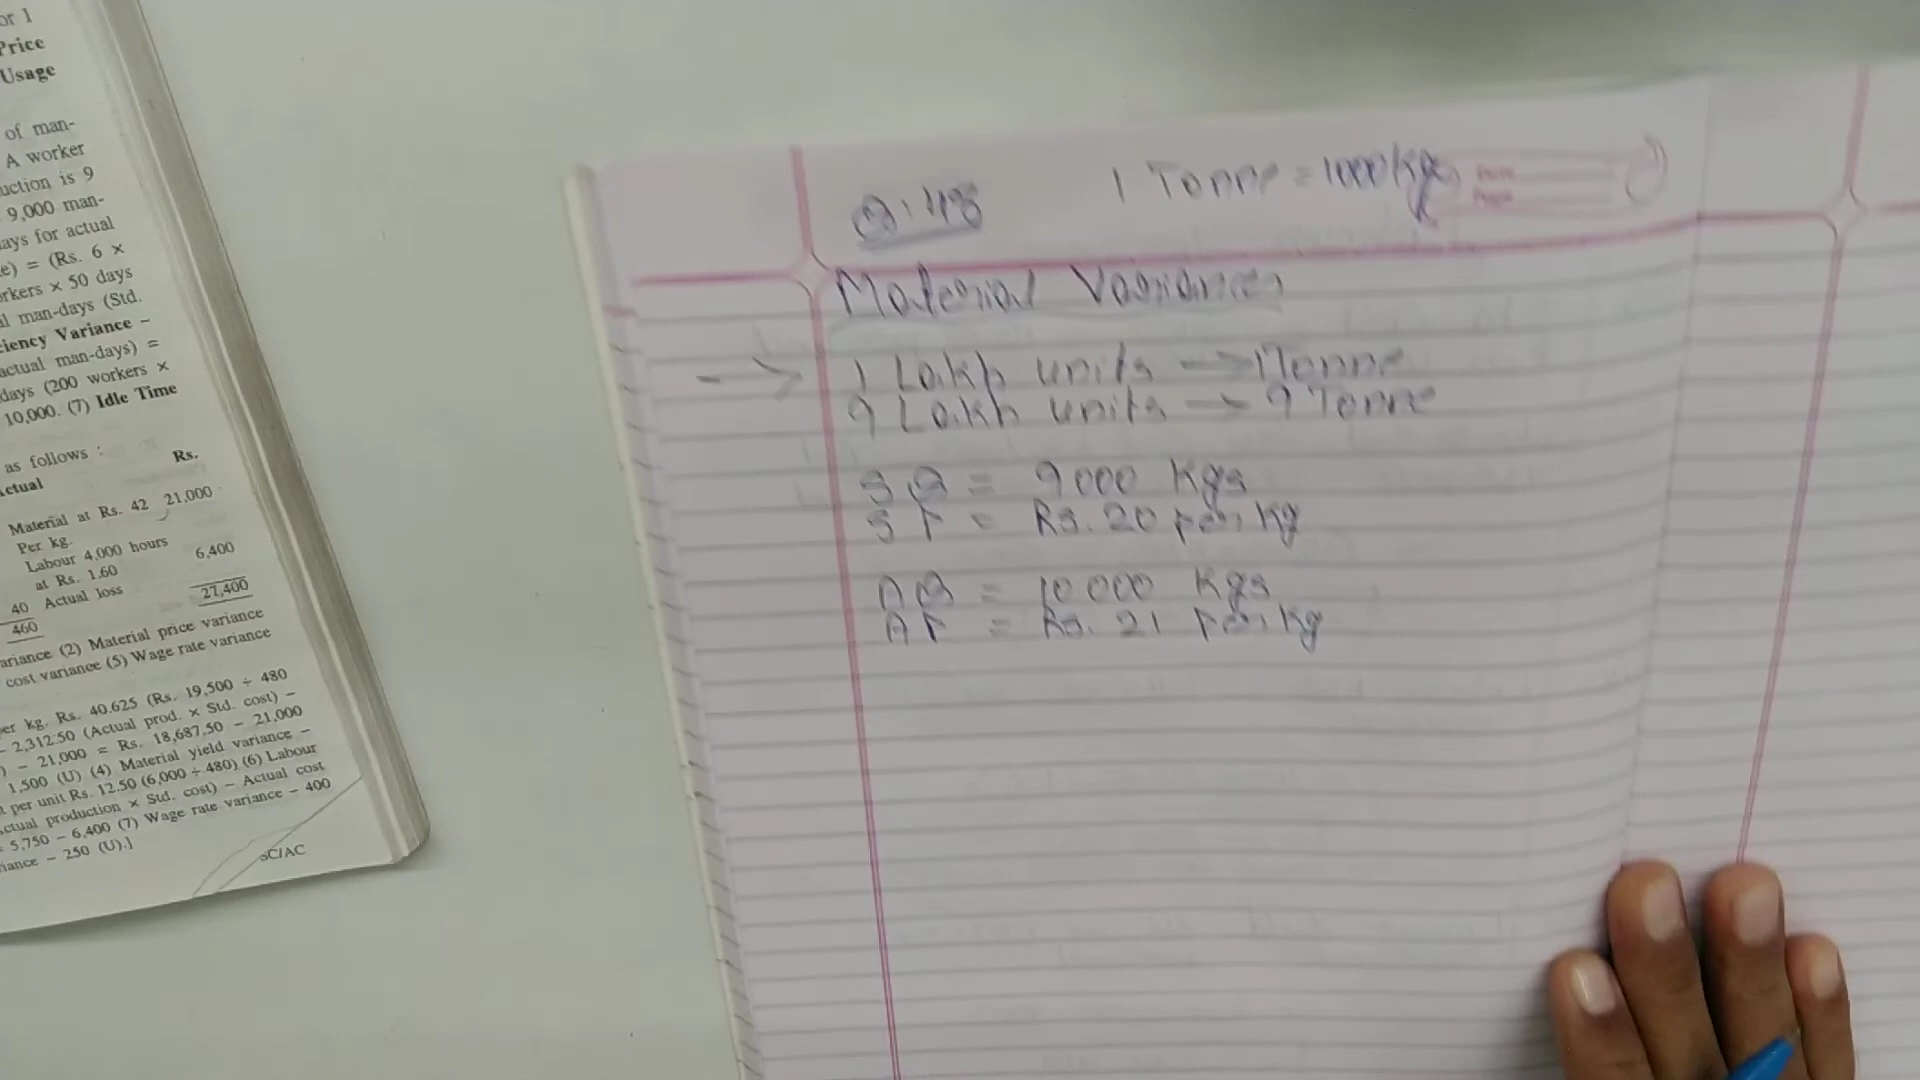 or 1
Price
Usage
of man-
A worker
uction is 9
9,000 man-
ays for actual
e) = (Rs. 6 ×
rkers × 50 days
al man-days (Std.
ciency Variance –
actual man-days) =
days (200 workers ×
10,000. (7) Idle Time
as follows :
Rs.
Actual
Material at Rs. 42 21,000
Per kg.
Labour 4,000 hours
at Rs. 1.60 6,400
40 Actual loss
460 27,400
ariance (2) Material price variance
cost variance (5) Wage rate variance
er kg. Rs. 40.625 (Rs. 19,500 ÷ 480
– 2,312.50 (Actual prod. × Std. cost) –
) – 21,000 = Rs. 18,687.50 – 21,000
1,500 (U) (4) Material yield variance –
per unit Rs. 12.50 (6,000 ÷ 480) (6) Labour
ctual production × Std. cost) – Actual cost
= 5,750 – 6,400 (7) Wage rate variance – 400
iance – 250 (U).]
SC/AC
Q.48
1 Tonne = 1000 Kgs
Material Variances
→ 1 Lakh units → 1 Tonne
9 Lakh units → 9 Tonne
SQ = 9000 Kgs
SP = Rs. 20 per kg
AQ = 10000 Kgs
AP = Rs. 21 per kg